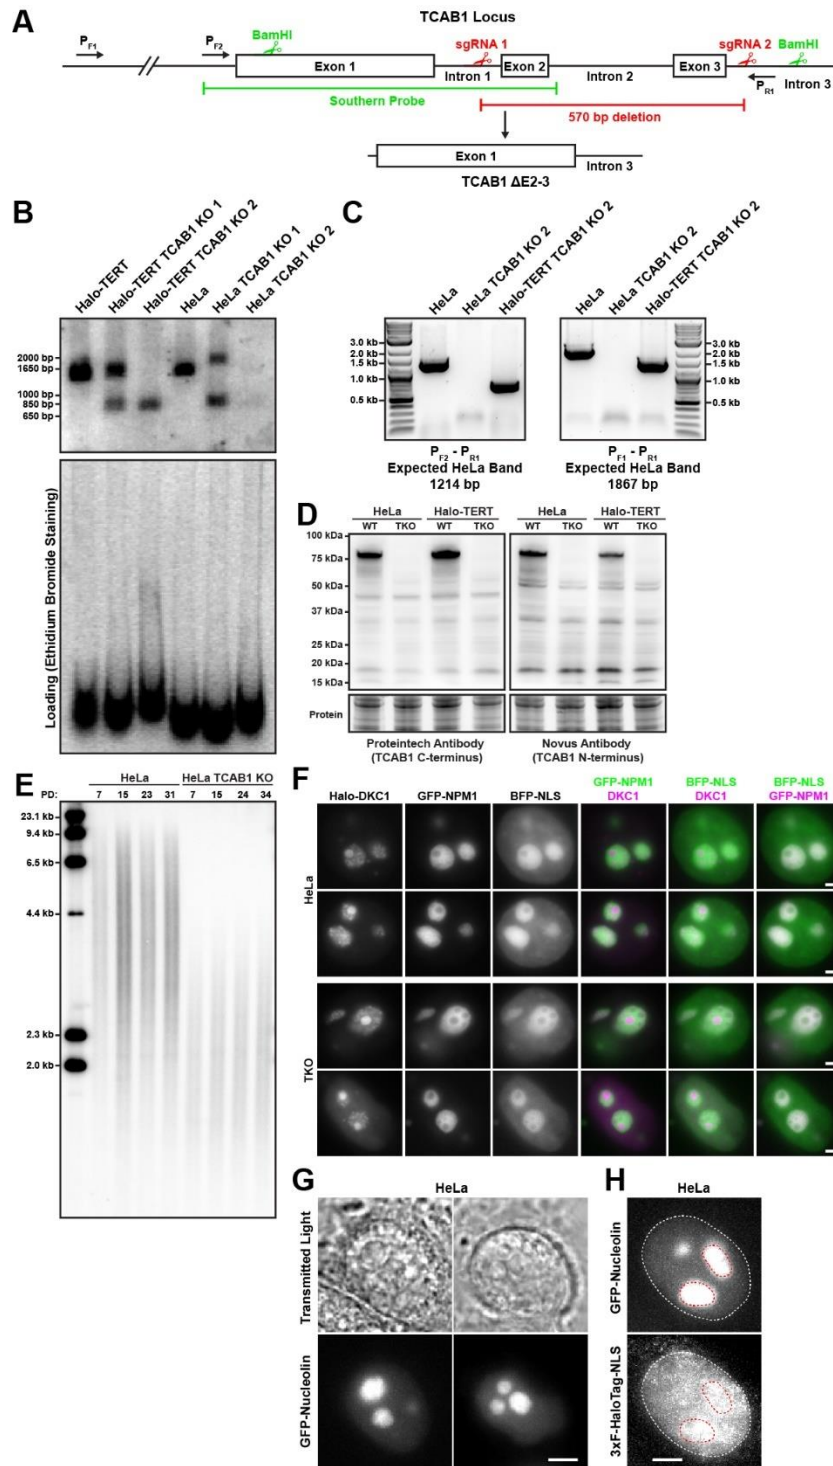 A
TCAB1 Locus
PF1
PF2
BamHI
sgRNA 1
sgRNA 2
BamHI
Exon 1
Intron 1
Exon 2
Intron 2
Exon 3
PR1
Intron 3
Southern Probe
570 bp deletion
Exon 1
Intron 3
TCAB1 ΔE2-3
B
Halo-TERT
Halo-TERT TCAB1 KO 1
Halo-TERT TCAB1 KO 2
HeLa
HeLa TCAB1 KO 1
HeLa TCAB1 KO 2
2000 bp
1650 bp
1000 bp
850 bp
650 bp
Loading (Ethidium Bromide Staining)
C
HeLa
HeLa TCAB1 KO 2
Halo-TERT TCAB1 KO 2
HeLa
HeLa TCAB1 KO 2
Halo-TERT TCAB1 KO 2
3.0 kb
2.0 kb
1.5 kb
1.0 kb
0.5 kb
3.0 kb
2.0 kb
1.5 kb
1.0 kb
0.5 kb
PF2 - PR1
Expected HeLa Band
1214 bp
PF1 - PR1
Expected HeLa Band
1867 bp
D
HeLa
Halo-TERT
HeLa
Halo-TERT
WT TKO WT TKO WT TKO WT TKO
100 kDa
75 kDa
50 kDa
37 kDa
25 kDa
20 kDa
15 kDa
Protein
Proteintech Antibody
(TCAB1 C-terminus)
Novus Antibody
(TCAB1 N-terminus)
E
HeLa
HeLa TCAB1 KO
PD: 7 15 23 31 7 15 24 34
23.1 kb
9.4 kb
6.5 kb
4.4 kb
2.3 kb
2.0 kb
F
Halo-DKC1
GFP-NPM1
BFP-NLS
GFP-NPM1
DKC1
BFP-NLS
DKC1
BFP-NLS
GFP-NPM1
HeLa
TKO
G
HeLa
Transmitted Light
GFP-Nucleolin
H
HeLa
GFP-Nucleolin
3xF-HaloTag-NLS